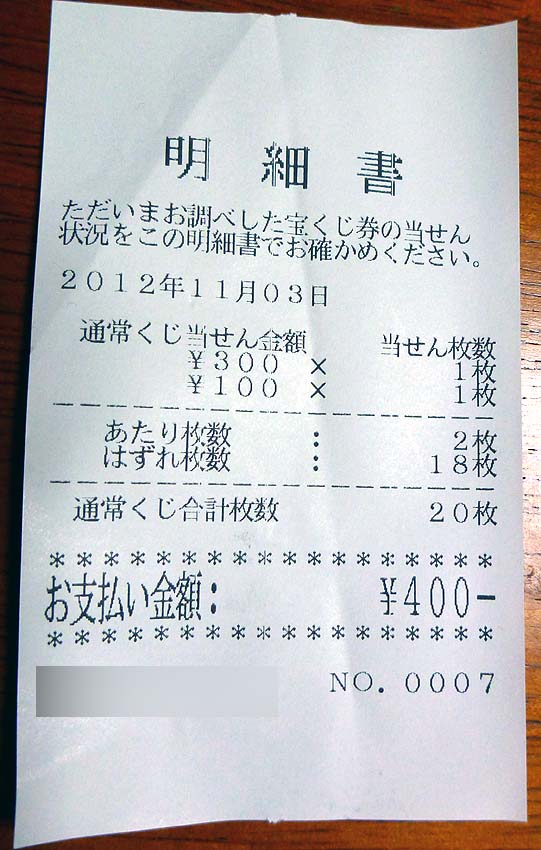 明細書
ただいまお調べした宝くじ券の当せん
状況をこの明細書でお確かめください。
2012年11月03日
通常くじ当せん金額 当せん枚数
¥300 × 1枚
¥100 × 1枚
あたり枚数 : 2枚
はずれ枚数 : 18枚
通常くじ合計枚数 20枚
******************
お支払い金額: ¥400-
******************
NO.0007